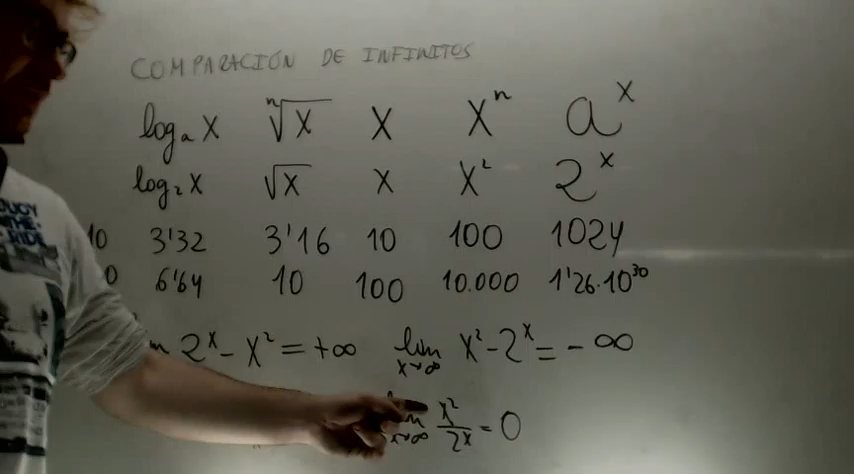 COMPARACIÓN DE INFINITOS
logₐ x ⁿ√x x xⁿ aˣ
log₂ x √x x x² 2ˣ
10 3'32 3'16 10 100 1024
0 6'64 10 100 10.000 1'26·10³⁰
2ˣ - x² = +∞ lim x→∞ x² - 2ˣ = -∞
x→∞ x²/2ˣ = 0